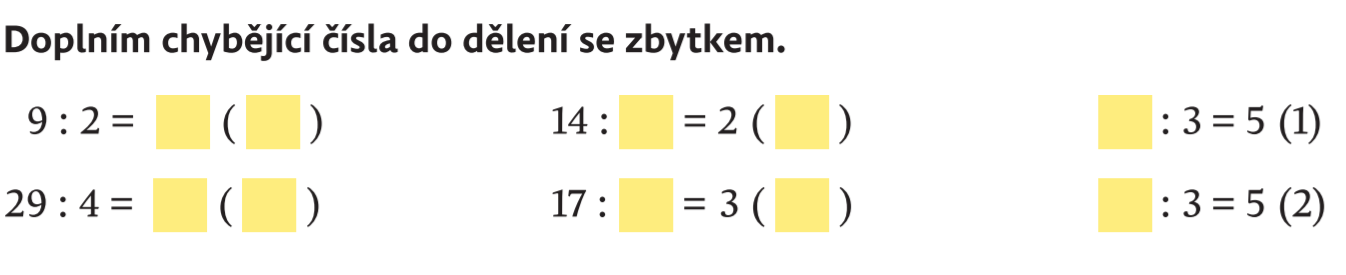 Doplním chybějící čísla do dělení se zbytkem.
9 : 2 = ( ) 14 : = 2 ( ) : 3 = 5 (1)
29 : 4 = ( ) 17 : = 3 ( ) : 3 = 5 (2)